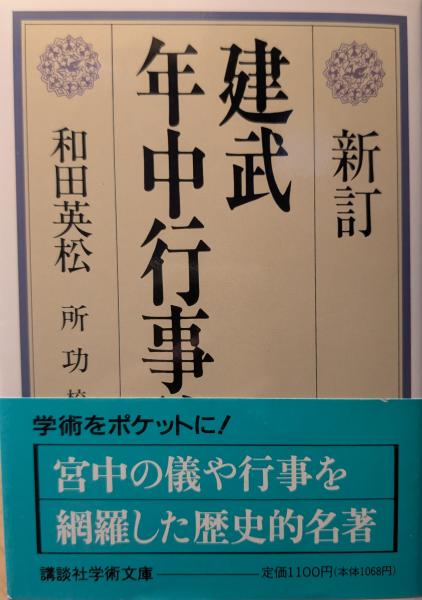 新訂
建武
年中行事
和田英松
所功
学術をポケットに!
宮中の儀や行事を
網羅した歴史的名著
講談社学術文庫
定価1100円(本体1068円)